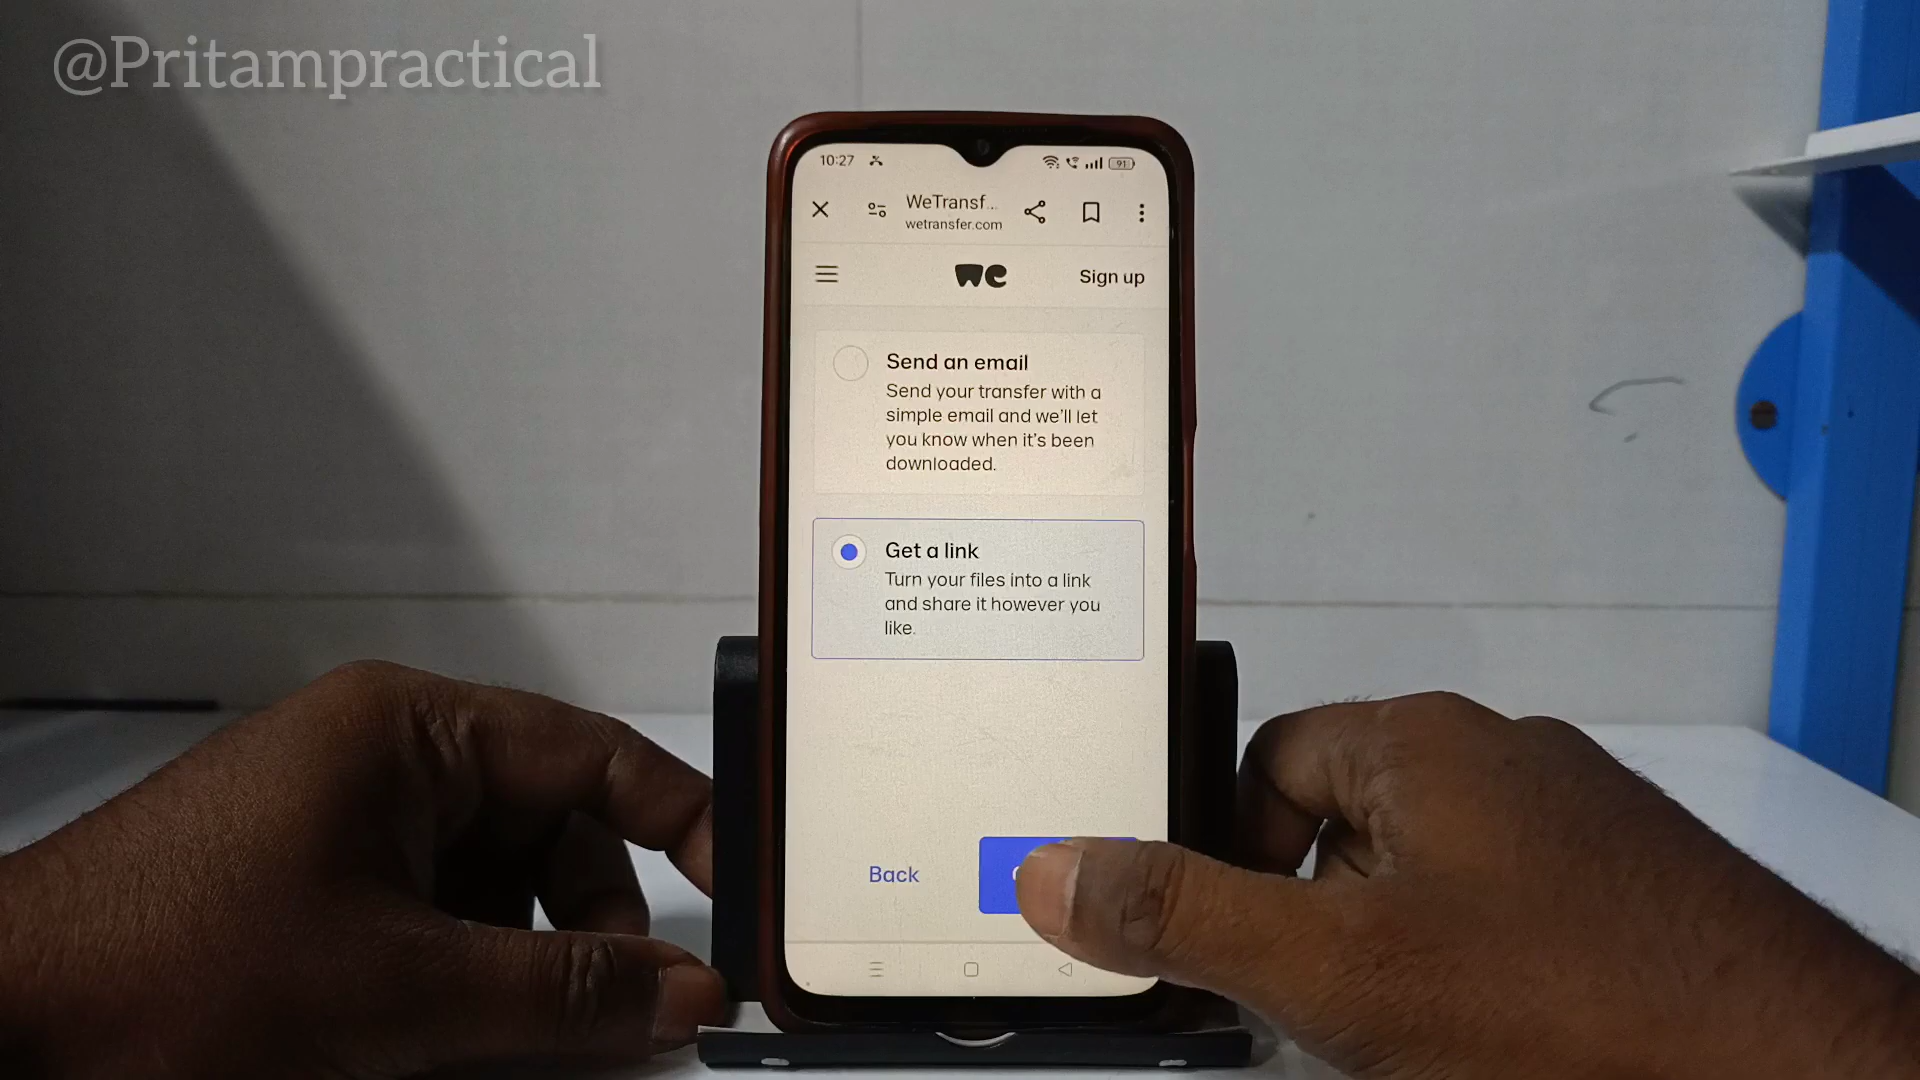 @Pritampractical
10:27
91
WeTransf...
wetransfer.com
we
Sign up
Send an email
Send your transfer with a
simple email and we'll let
you know when it's been
downloaded.
Get a link
Turn your files into a link
and share it however you
like.
Back